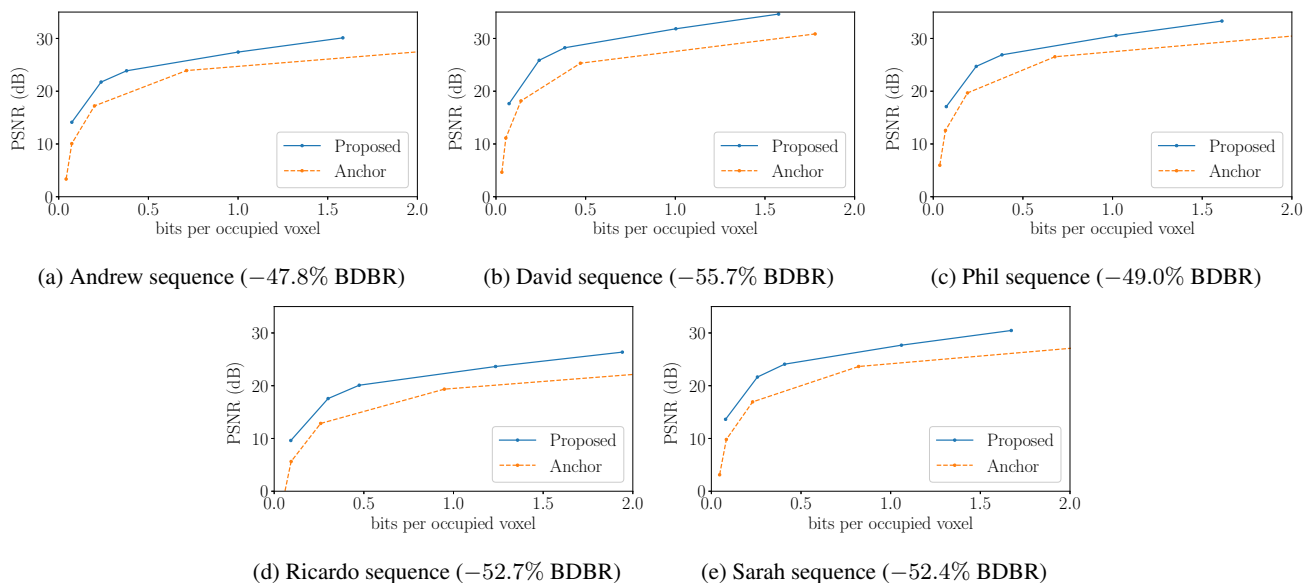 30
20
10
0
PSNR (dB)
Proposed
Anchor
0.0 0.5 1.0 1.5 2.0
bits per occupied voxel
(a) Andrew sequence (−47.8% BDBR)
30
20
10
0
PSNR (dB)
Proposed
Anchor
0.0 0.5 1.0 1.5 2.0
bits per occupied voxel
(b) David sequence (−55.7% BDBR)
30
20
10
0
PSNR (dB)
Proposed
Anchor
0.0 0.5 1.0 1.5 2.0
bits per occupied voxel
(c) Phil sequence (−49.0% BDBR)
30
20
10
0
PSNR (dB)
Proposed
Anchor
0.0 0.5 1.0 1.5 2.0
bits per occupied voxel
(d) Ricardo sequence (−52.7% BDBR)
30
20
10
0
PSNR (dB)
Proposed
Anchor
0.0 0.5 1.0 1.5 2.0
bits per occupied voxel
(e) Sarah sequence (−52.4% BDBR)